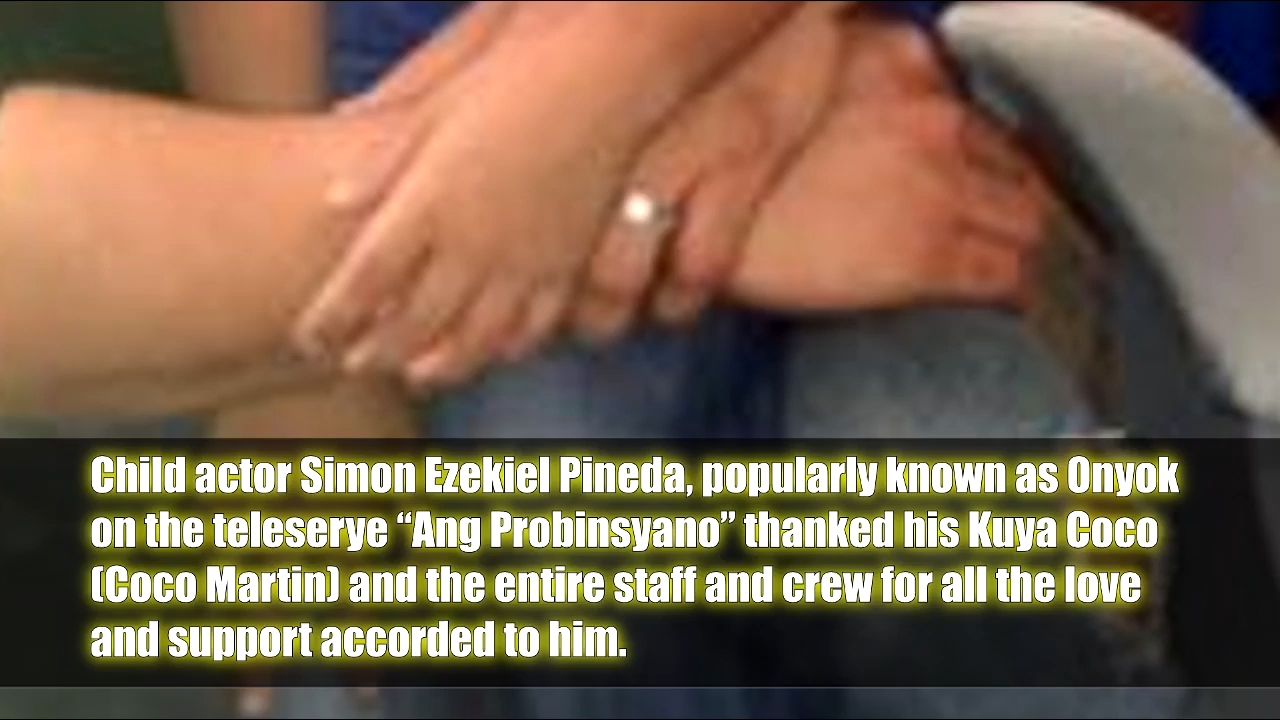 Child actor Simon Ezekiel Pineda, popularly known as Onyok
on the teleserye “Ang Probinsyano” thanked his Kuya Coco
(Coco Martin) and the entire staff and crew for all the love
and support accorded to him.